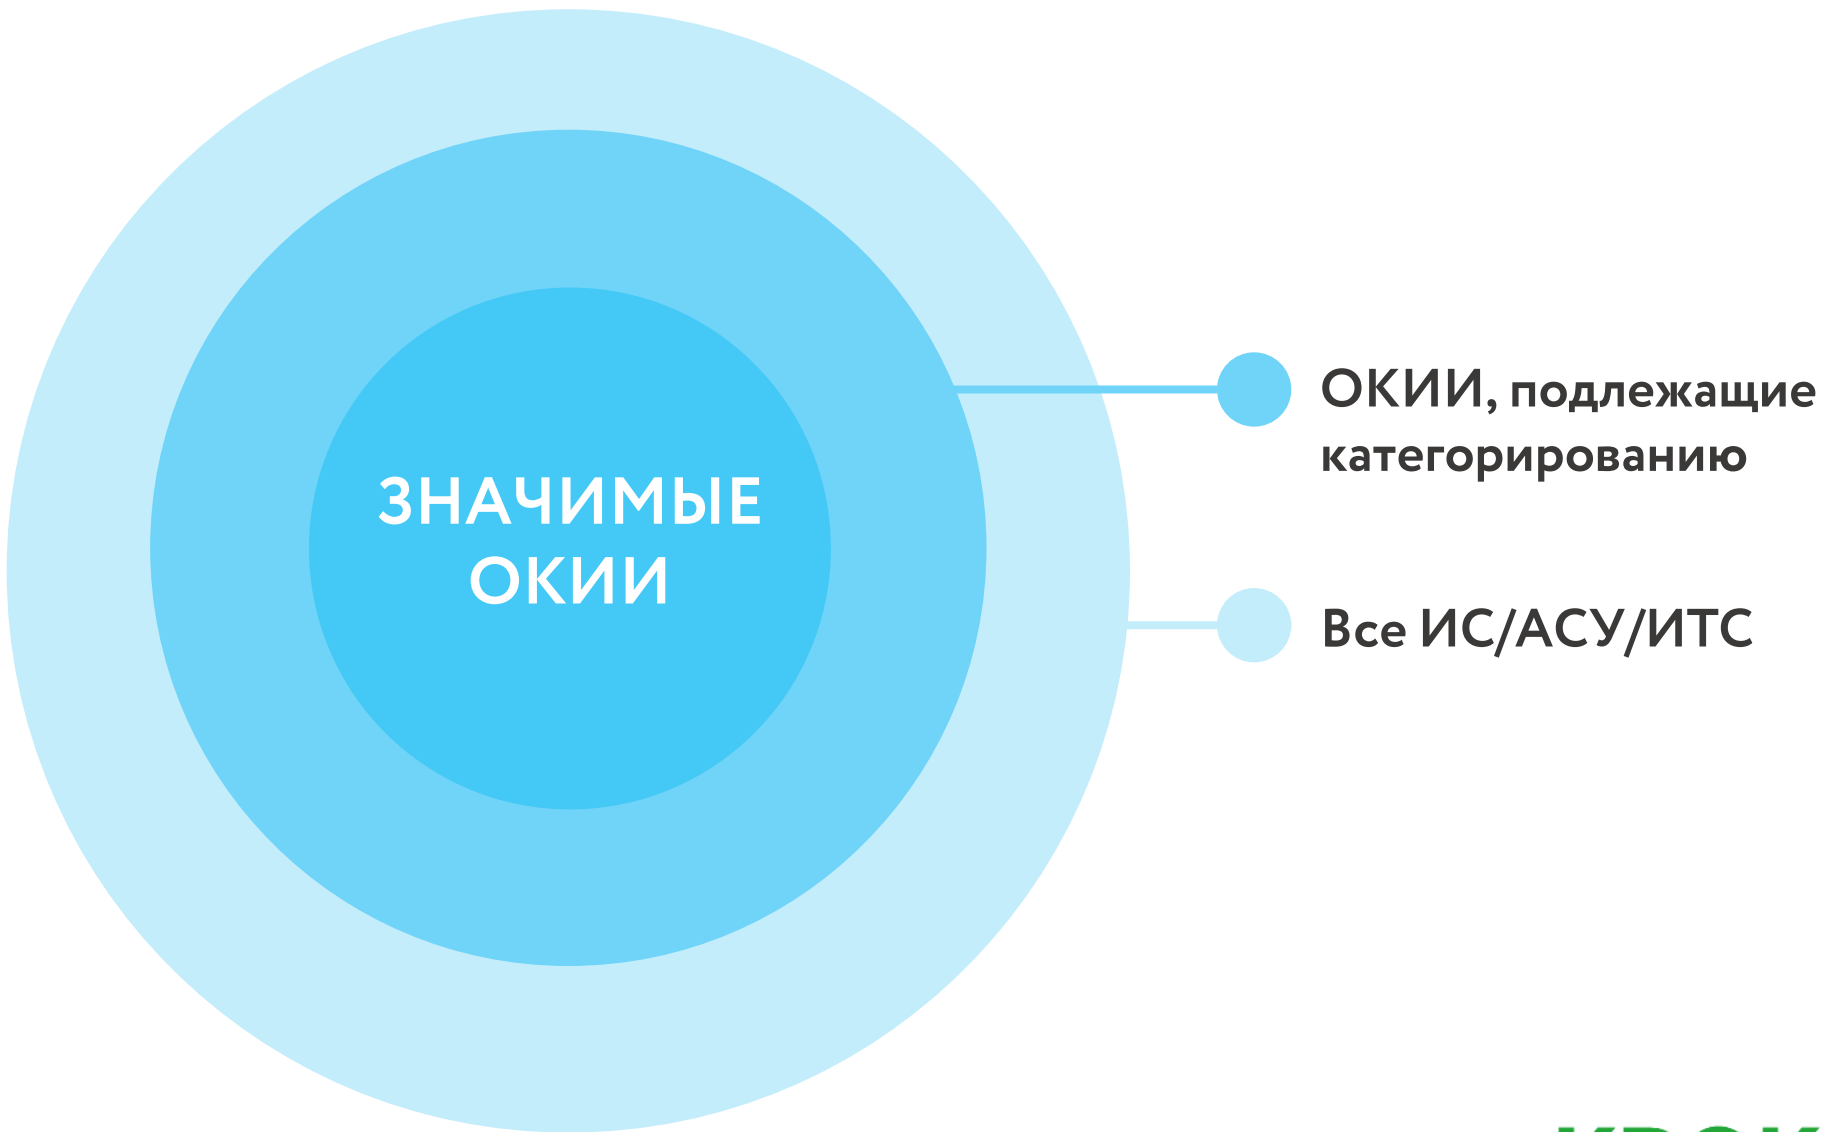 ЗНАЧИМЫЕ
ОКИИ
ОКИИ, подлежащие
категорированию
Все ИС/АСУ/ИТС